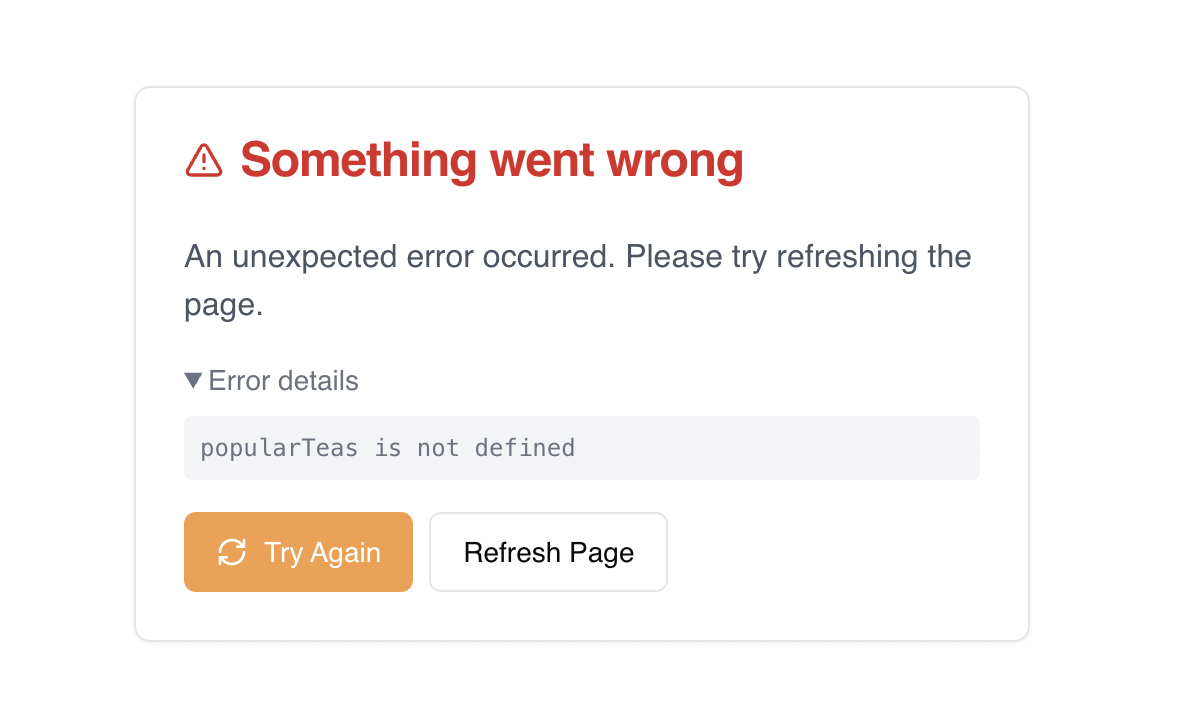 Something went wrong
An unexpected error occurred. Please try refreshing the
page.
Error details
popularTeas is not defined
Try Again
Refresh Page